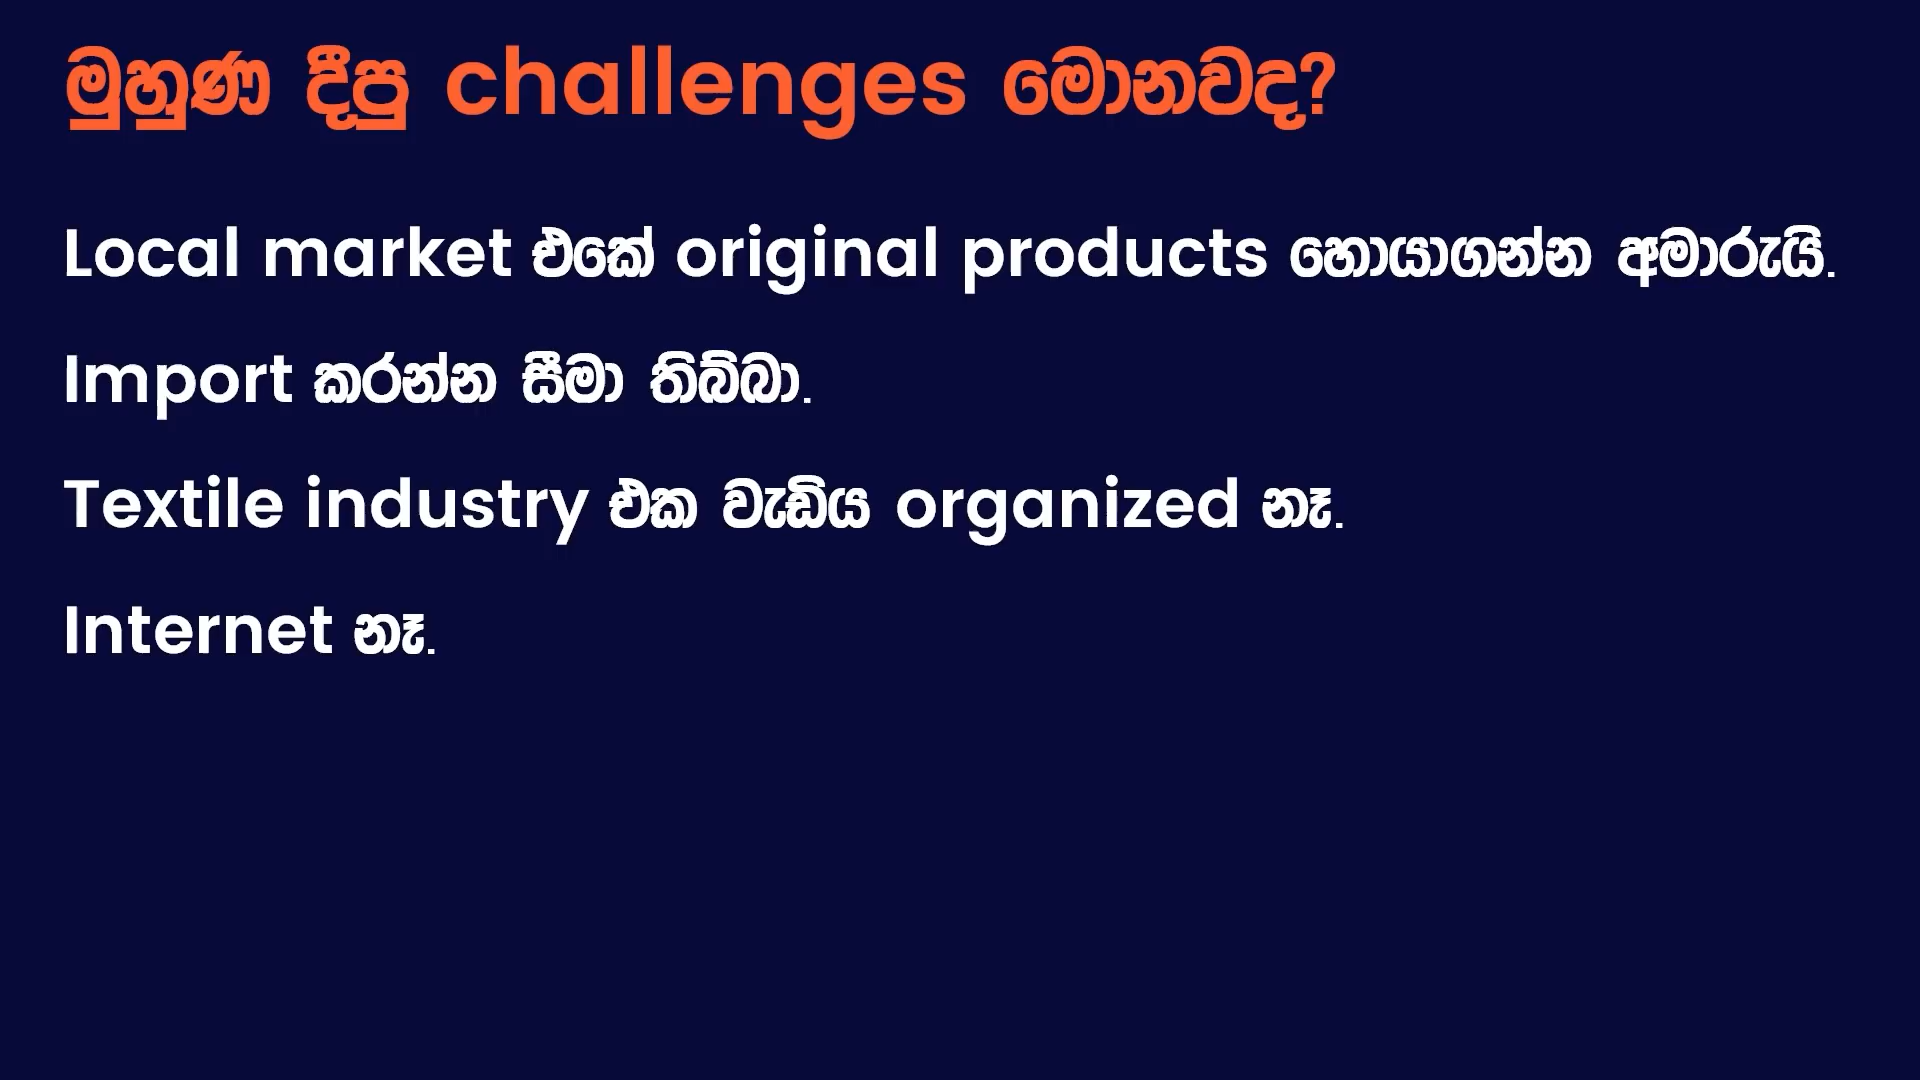 මුහුණ දීපු challenges මොනවද?
Local market එකේ original products හොයාගන්න අමාරුයි.
Import කරන්න සීමා තිබ්බා.
Textile industry එක වැඩිය organized නෑ.
Internet නෑ.